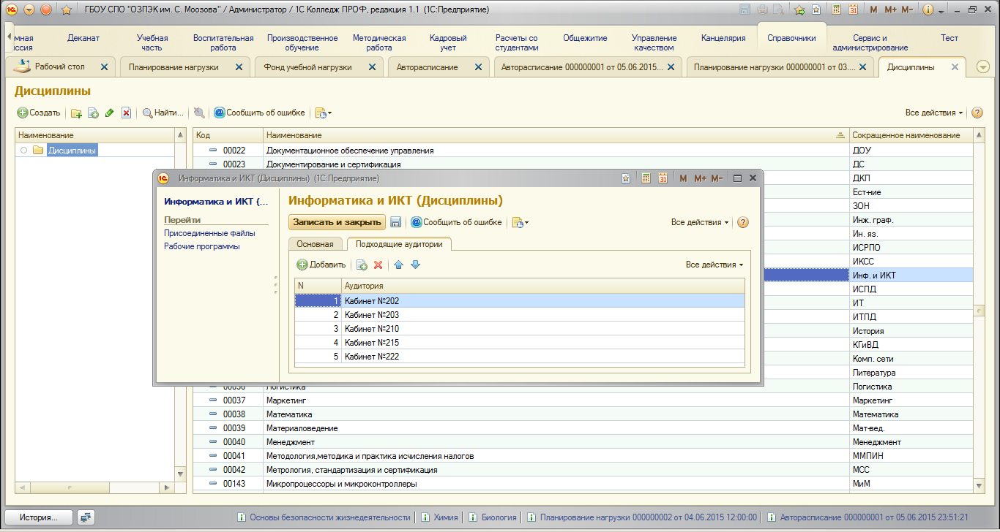 ГБОУ СПО "ОЗПЭК им. С. Моозова" / Администратор / 1С Колледж ПРОФ, редакция 1.1 (1С:Предприятие)
M M+ M-
мная
иссия
Деканат
Учебная
часть
Воспитательная
работа
Производственное
обучение
Методическая
работа
Кадровый
учет
Расчеты со
студентами
Общежитие
Управление
качеством
Канцелярия
Справочники
Сервис и
администрирование
Тест
Рабочий стол
Планирование нагрузки
Фонд учебной нагрузки
Авторасписание
Авторасписание 000000001 от 05.06.2015...
Планирование нагрузки 000000001 от 03....
Дисциплины
Дисциплины
Создать
Найти...
Сообщить об ошибке
Все действия
Наименование
Дисциплины
Код Наименование Сокращенное наименование
00022 Документационное обеспечение управления ДОУ
00023 Документирование и сертификация ДС
ДКП
Ест-ние
ЗОН
Инж. граф.
Ин. яз.
ИСРПО
ИКСС
Инф. и ИКТ
ИСПД
ИТ
ИТПД
История
КГиВД
Комп. сети
Литература
00036 Логистика Логистика
00037 Маркетинг Маркетинг
00038 Математика Математика
00039 Материаловедение Мат-вед.
00040 Менеджмент Менеджмент
00041 Методология,методика и практика исчисления налогов ММПИН
00042 Метрология, стандартизация и сертификация МСС
00143 Микропроцессоры и микроконтроллеры МиМ
Информатика и ИКТ (Дисциплины) (1С:Предприятие)
M M+ M-
Информатика и ИКТ (...
Перейти
Присоединенные файлы
Рабочие программы
Информатика и ИКТ (Дисциплины)
Записать и закрыть
Сообщить об ошибке
Все действия
Основная
Подходящие аудитории
Добавить
Все действия
N Аудитория
1 Кабинет №202
2 Кабинет №203
3 Кабинет №210
4 Кабинет №215
5 Кабинет №222
История...
Основы безопасности жизнедеятельности
Химия
Биология
Планирование нагрузки 000000002 от 04.06.2015 12:00:00
Авторасписание 000000001 от 05.06.2015 23:51:21